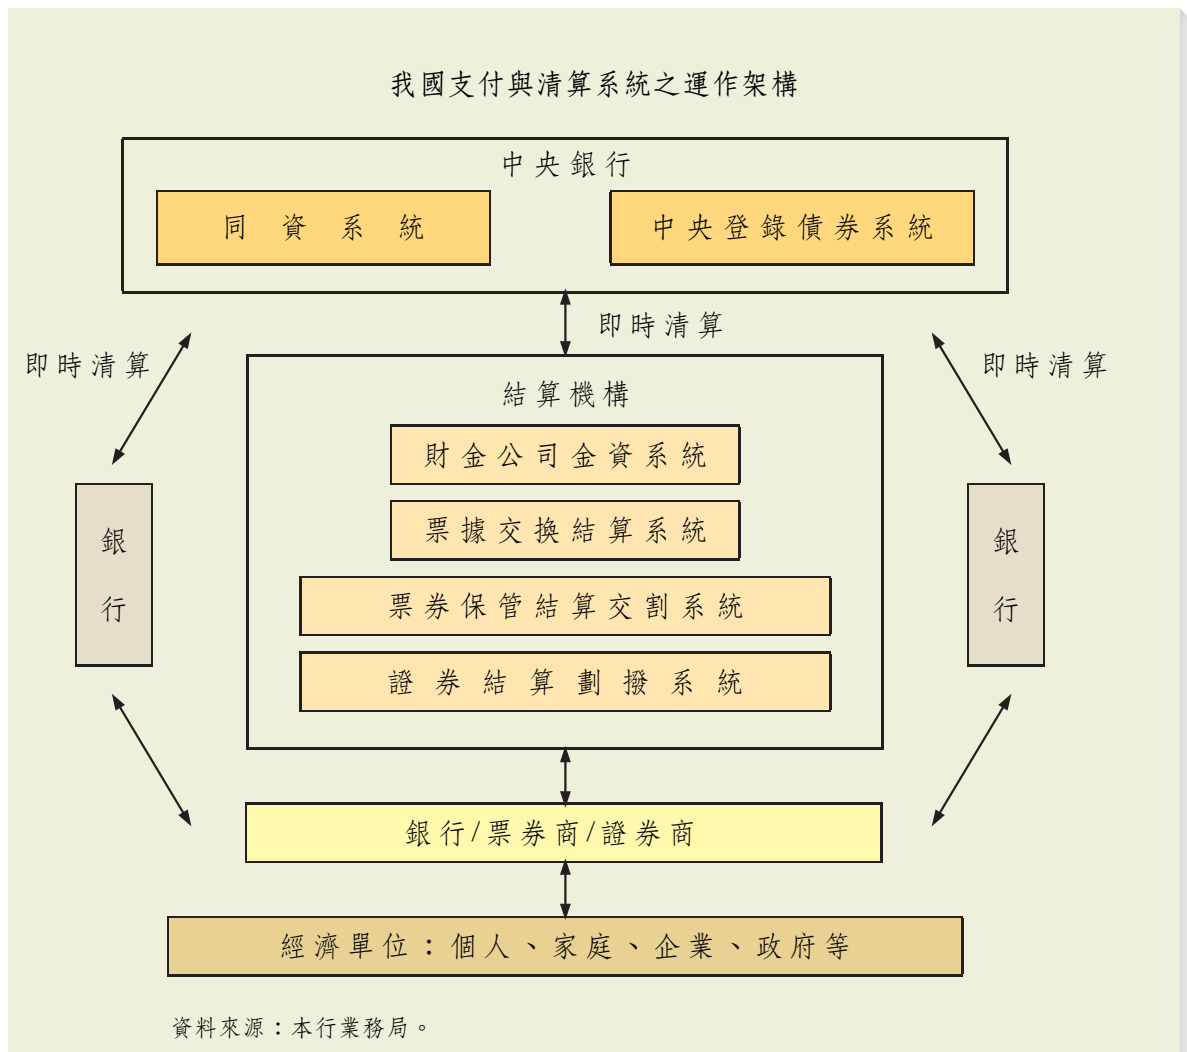 我國支付與清算系統之運作架構
中央銀行
同資系統
中央登錄債券系統
即時清算
即時清算
即時清算
結算機構
財金公司金資系統
票據交換結算系統
票券保管結算交割系統
證券結算劃撥系統
銀行
銀行
銀行/票券商/證券商
經濟單位：個人、家庭、企業、政府等
資料來源：本行業務局。